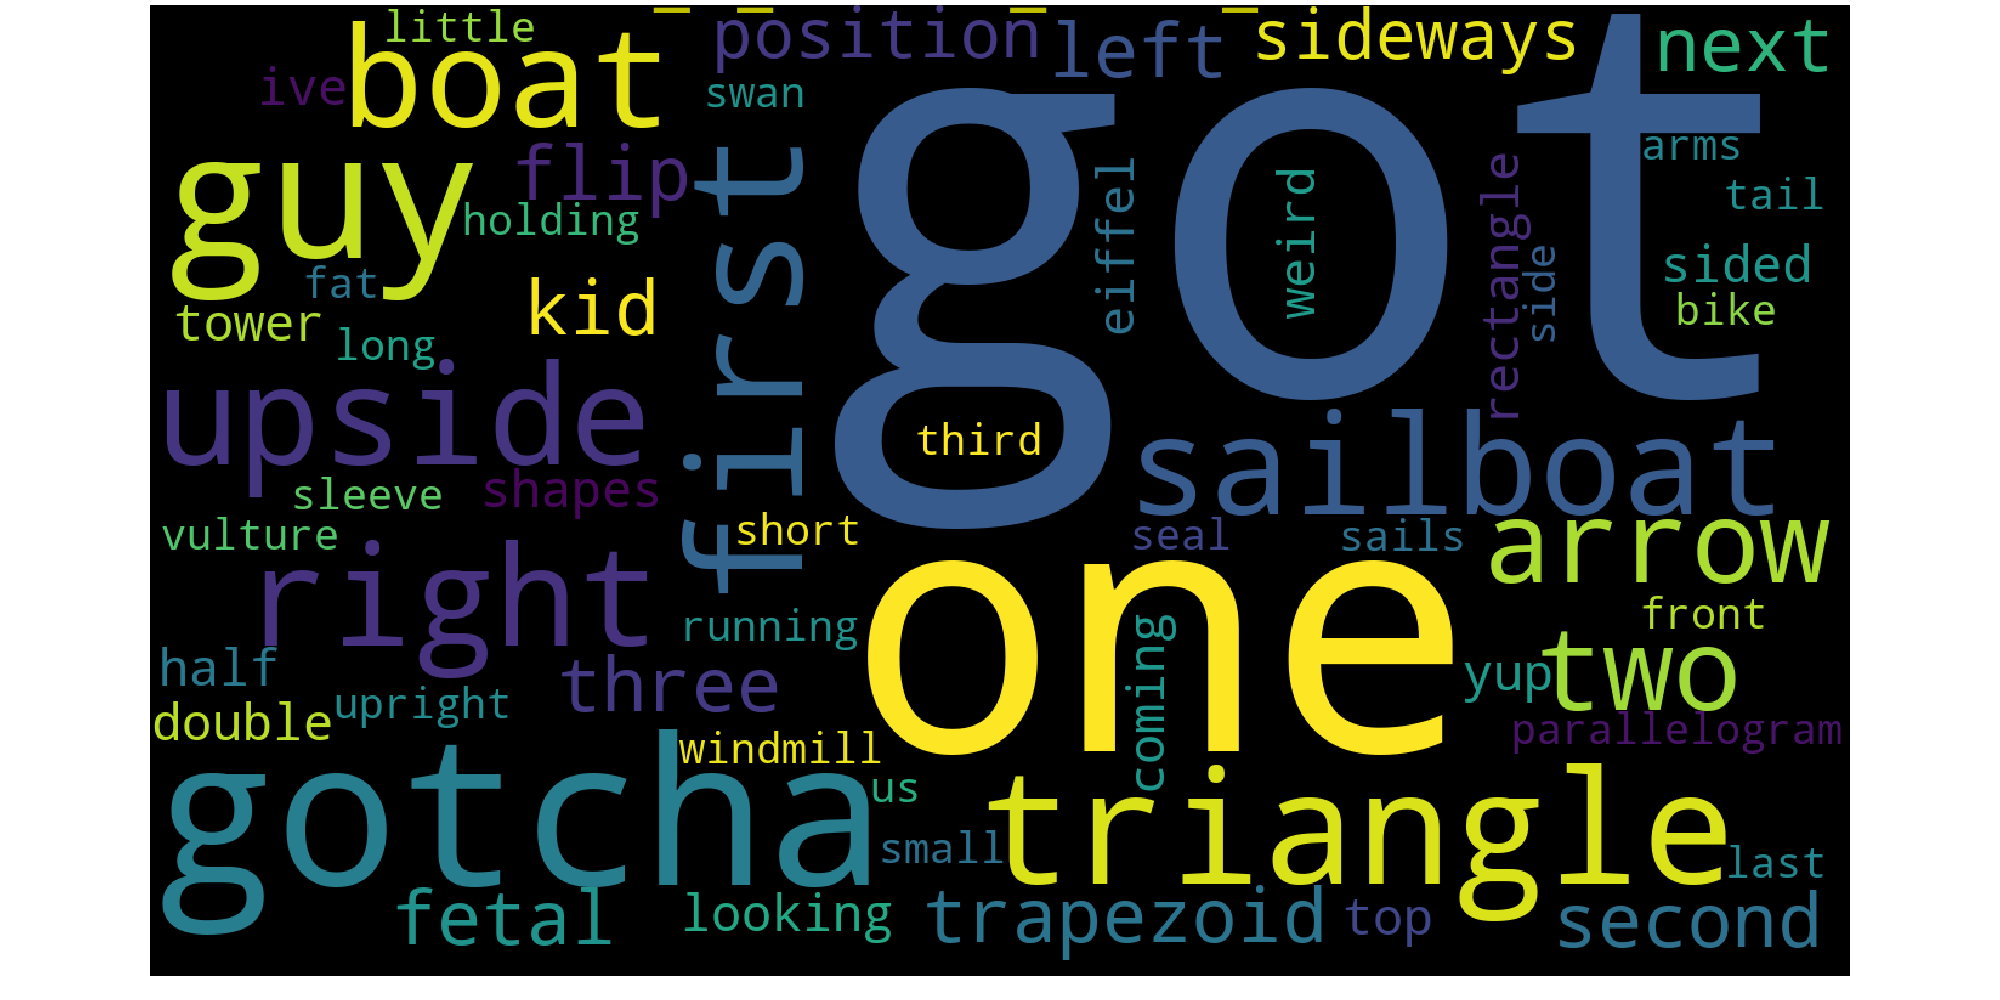 little
boat
ive
position
left
sideways
next
swan
guy
flip
holding
first
got
eiffel
weird
rectangle
side
arms
tail
sided
bike
fat
tower
long
kid
upside
third
sailboat
sleeve
shapes
vulture
short
seal
sails
arrow
right
running
one
coming
front
two
yup
half
three
double
upright
parallelogram
windmill
gotcha
us
triangle
small
last
fetal
looking
trapezoid
top
second